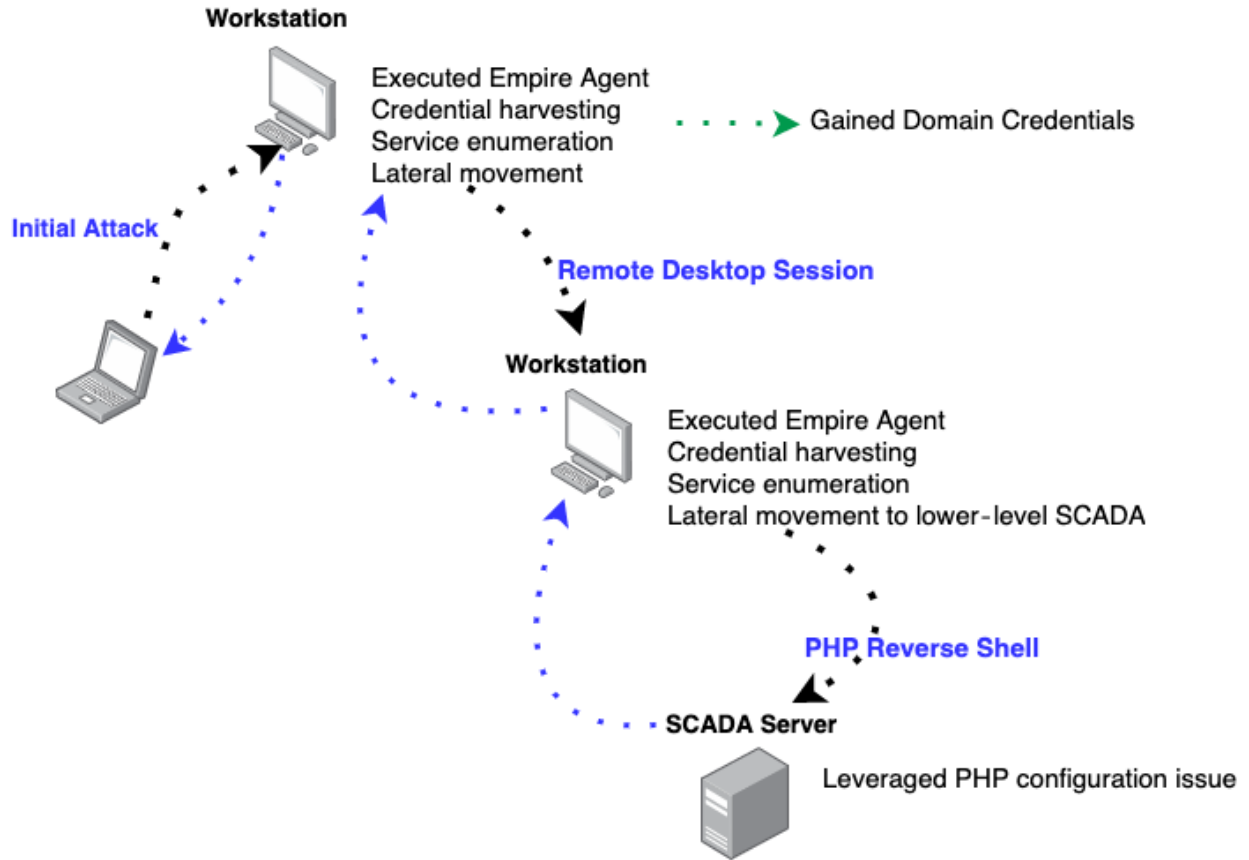 Workstation
Executed Empire Agent
Credential harvesting
Service enumeration
Lateral movement
Gained Domain Credentials
Initial Attack
Remote Desktop Session
Workstation
Executed Empire Agent
Credential harvesting
Service enumeration
Lateral movement to lower-level SCADA
PHP Reverse Shell
SCADA Server
Leveraged PHP configuration issue